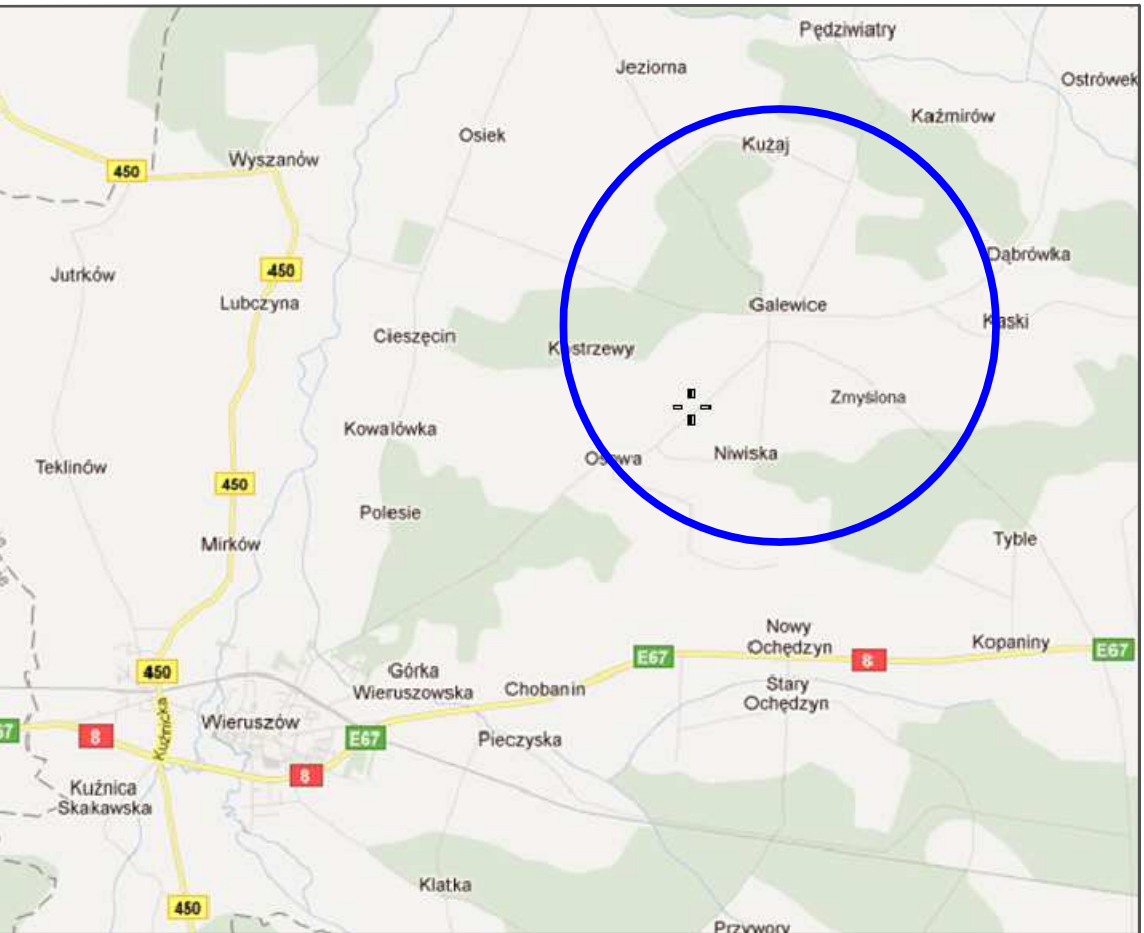 Pędziwiatry
Jeziorna
Ostrówek
Kaźmirów
Osiek
Kużaj
Wyszanów
450
Dąbrówka
450
Jutrków
Lubczyna
Galewice
Kaski
Cieszęcin
Kostrzewy
Zmyślona
Kowalówka
Niwiska
Osowa
Teklinów
450
Polesie
Tyble
Mirków
Nowy
Ochędzyn
Kopaniny
E67
E67
8
450
Górka
Wieruszowska
Chobanin
Stary
Ochędzyn
Kuźnicka
Wieruszów
67
8
E67
Pieczyska
8
Kuźnica
Skakawska
Klatka
450
Przywory